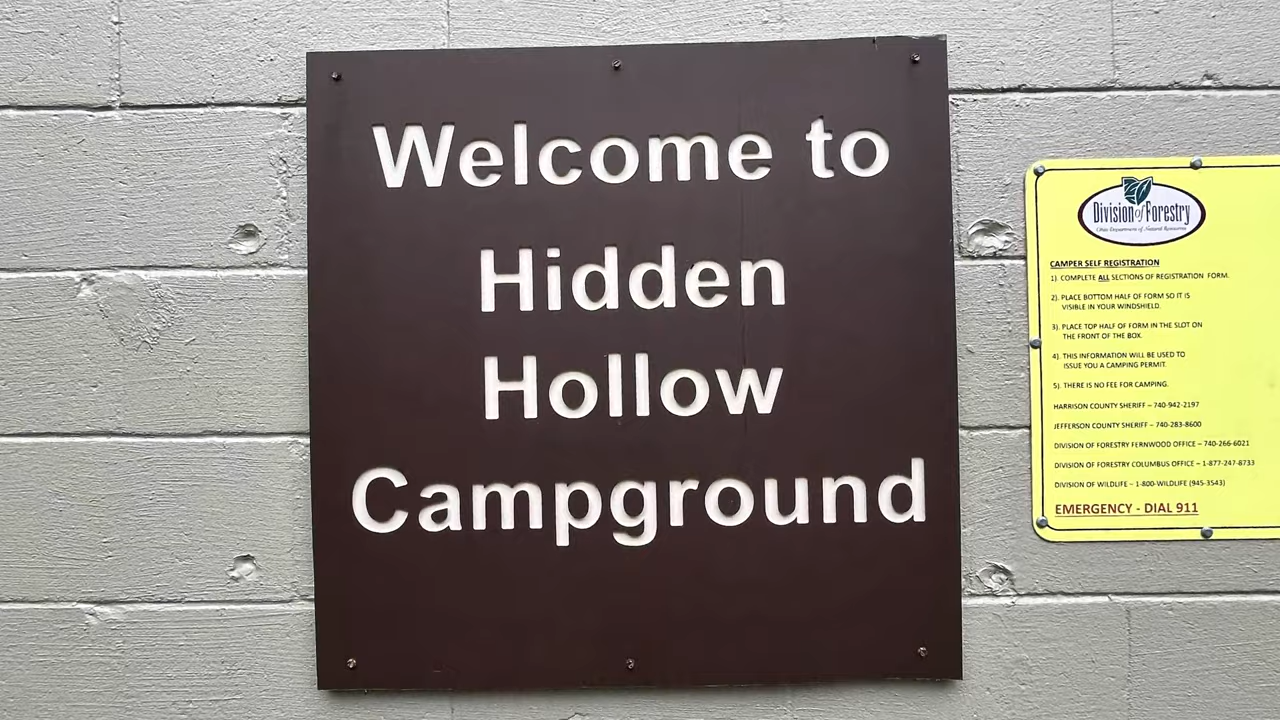 Welcome to
Hidden
Hollow
Campground
Division of Forestry
Ohio Department of Natural Resources
CAMPER SELF REGISTRATION
1). COMPLETE ALL SECTIONS OF REGISTRATION FORM.
2). PLACE BOTTOM HALF OF FORM SO IT IS
VISIBLE IN YOUR WINDSHIELD.
3). PLACE TOP HALF OF FORM IN THE SLOT ON
THE FRONT OF THE BOX.
4). THIS INFORMATION WILL BE USED TO
ISSUE YOU A CAMPING PERMIT.
5). THERE IS NO FEE FOR CAMPING.
HARRISON COUNTY SHERIFF – 740-942-2197
JEFFERSON COUNTY SHERIFF – 740-283-8600
DIVISION OF FORESTRY FERNWOOD OFFICE – 740-266-6021
DIVISION OF FORESTRY COLUMBUS OFFICE – 1-877-247-8733
DIVISION OF WILDLIFE – 1-800-WILDLIFE (945-3543)
EMERGENCY - DIAL 911